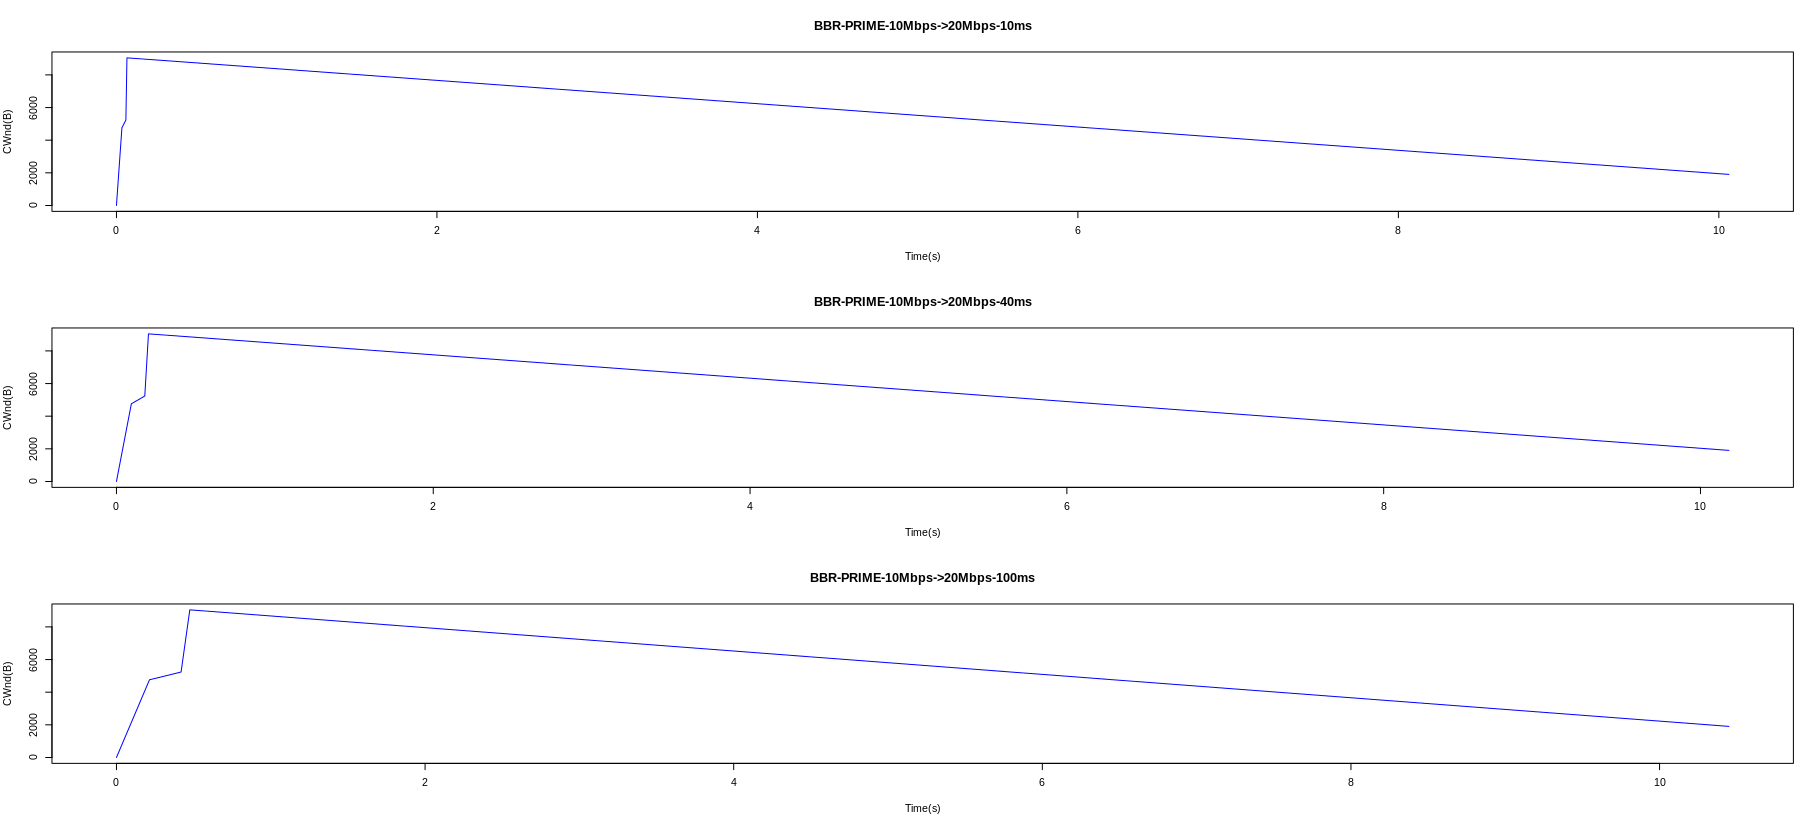 BBR-PRIME-10Mbps->20Mbps-10ms
CWnd(B)
6000
2000
0
0 2 4 6 8 10
Time(s)
BBR-PRIME-10Mbps->20Mbps-40ms
CWnd(B)
6000
2000
0
0 2 4 6 8 10
Time(s)
BBR-PRIME-10Mbps->20Mbps-100ms
CWnd(B)
6000
2000
0
0 2 4 6 8 10
Time(s)